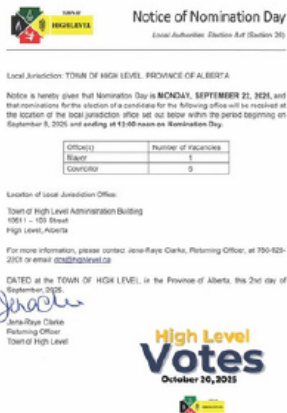 TOWN OF
HIGH LEVEL
Notice of Nomination Day
Local Authorities Election Act (Section 26)
Local Jurisdiction: TOWN OF HIGH LEVEL, PROVINCE OF ALBERTA
Notice is hereby given that Nomination Day is MONDAY, SEPTEMBER 22, 2025, and
that nominations for the election of a candidate for the following office will be received at
the location of the local jurisdiction office set out below within the period beginning on
September 8, 2025 and ending at 12:00 noon on Nomination Day.
Office(s) Number of Vacancies
Mayor 1
Councillor
Location of Local Jurisdiction Office:
Town of High Level Administration Building
High Level, Alberta
For more information, please contact: Jena-Raye Clarke, Returning Officer, at
or email
DATED at the TOWN OF HIGH LEVEL, in the Province of Alberta, this 2nd day of
September, 2025.
Jena-Raye Clarke
Returning Officer
Town of High Level
High Level
Votes
October 20, 2025